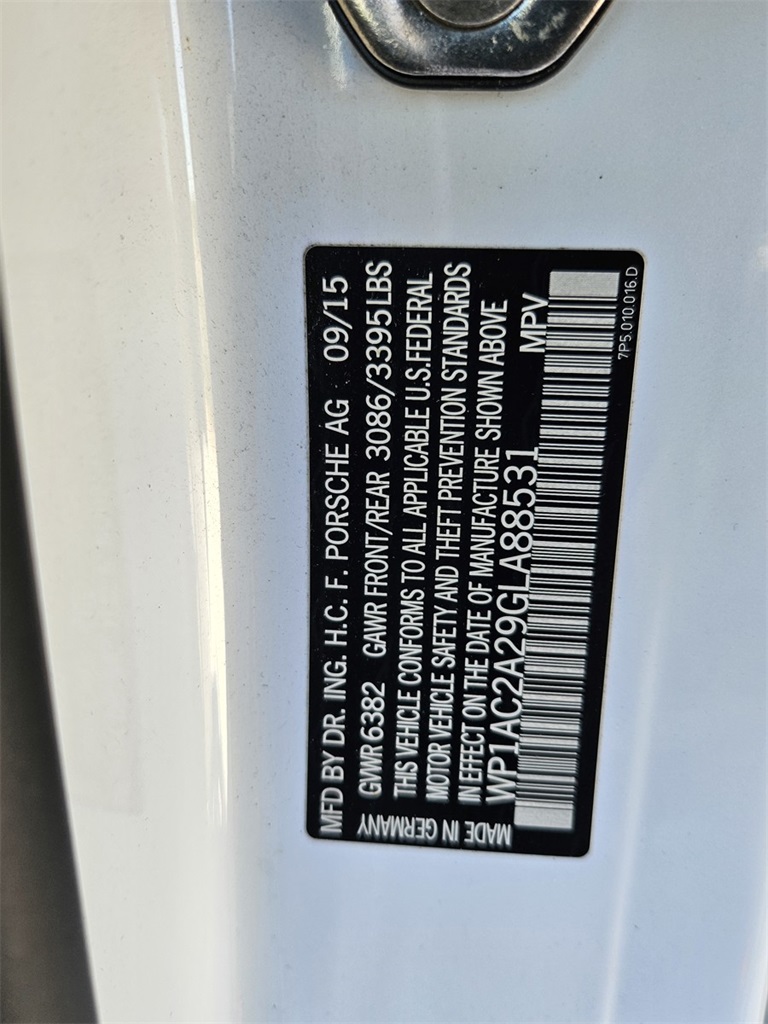 MFD BY DR. ING. H.C. F. PORSCHE AG 09/15
GVWR 6382 GAWR FRONT/REAR 3086/3395 LBS
THIS VEHICLE CONFORMS TO ALL APPLICABLE U.S. FEDERAL
MOTOR VEHICLE SAFETY AND THEFT PREVENTION STANDARDS
IN EFFECT ON THE DATE OF MANUFACTURE SHOWN ABOVE
WP1AC2A29GLA88531 MPV
MADE IN GERMANY
7P5.010.016.D